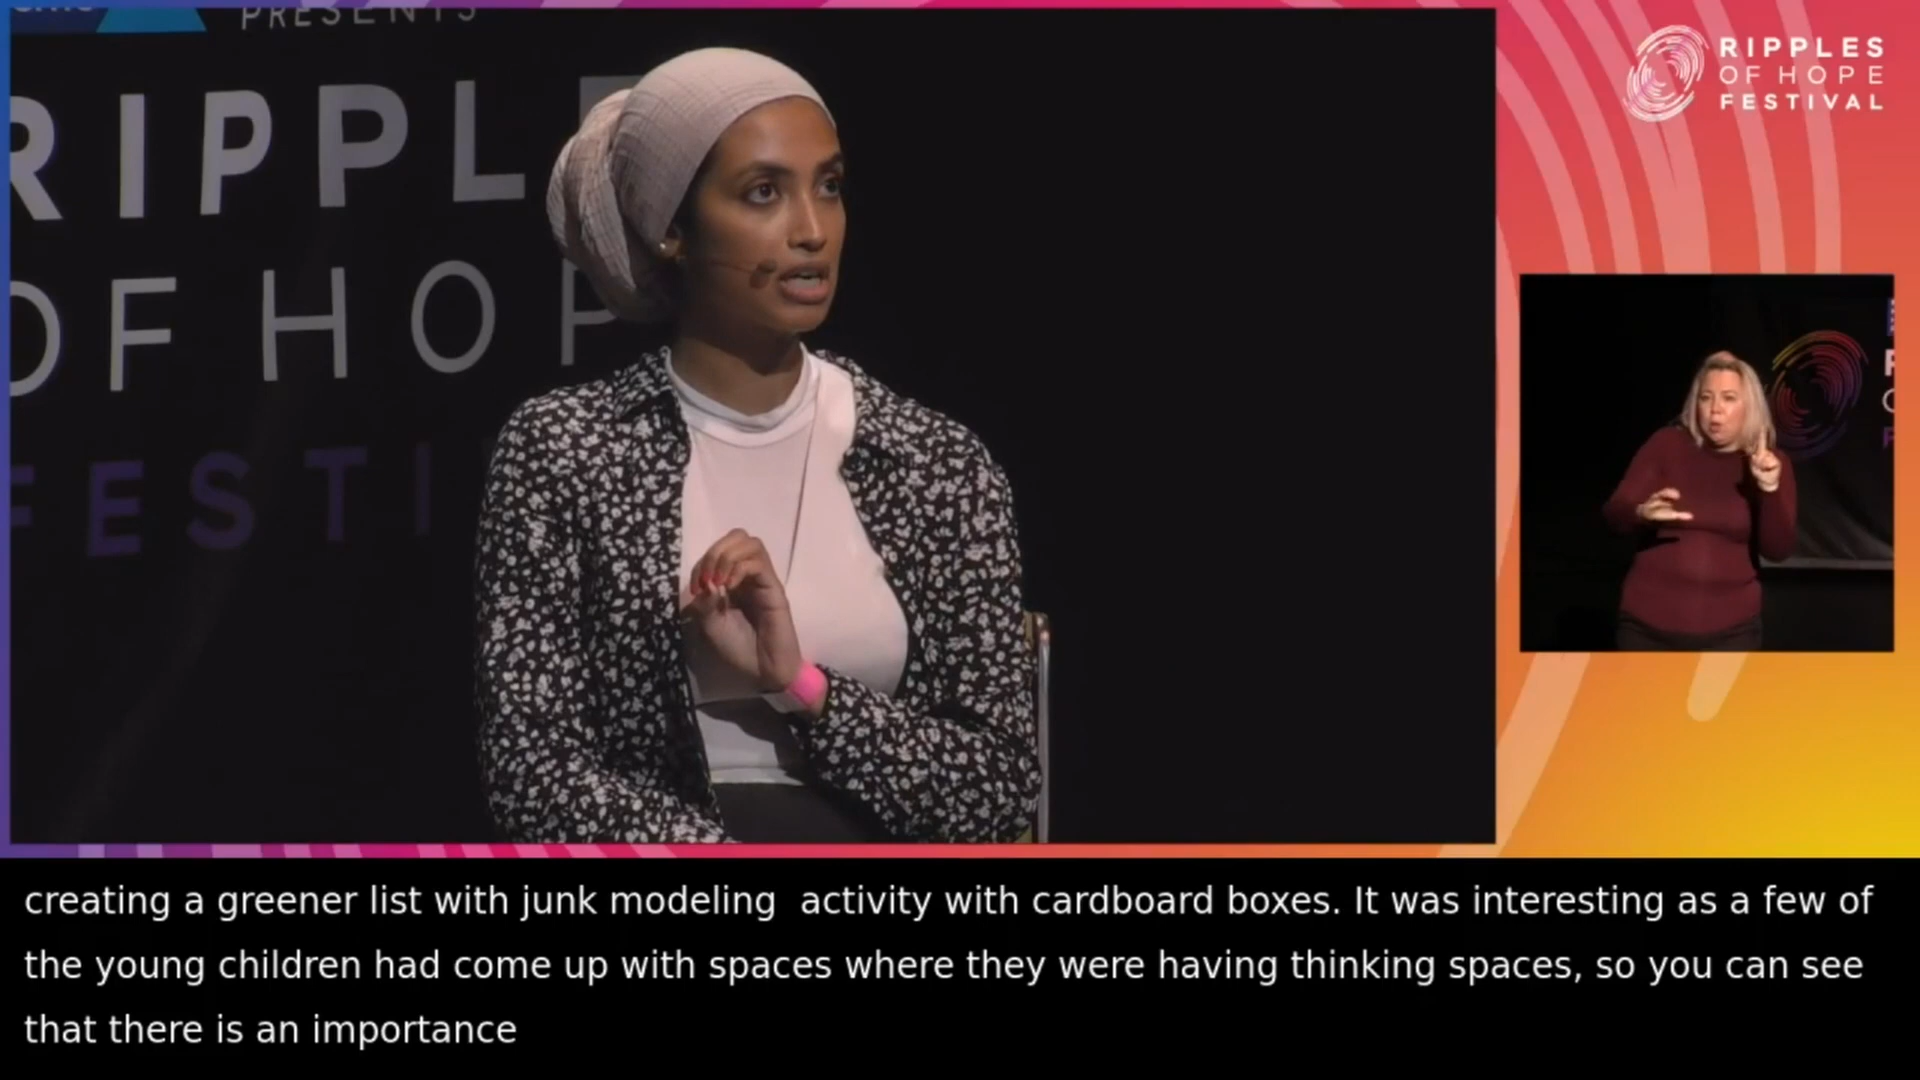 PRESENTS
RIPPL
OF HOP
FESTI
RIPPLES
OF HOPE
FESTIVAL
creating a greener list with junk modeling  activity with cardboard boxes. It was interesting as a few of
the young children had come up with spaces where they were having thinking spaces, so you can see
that there is an importance